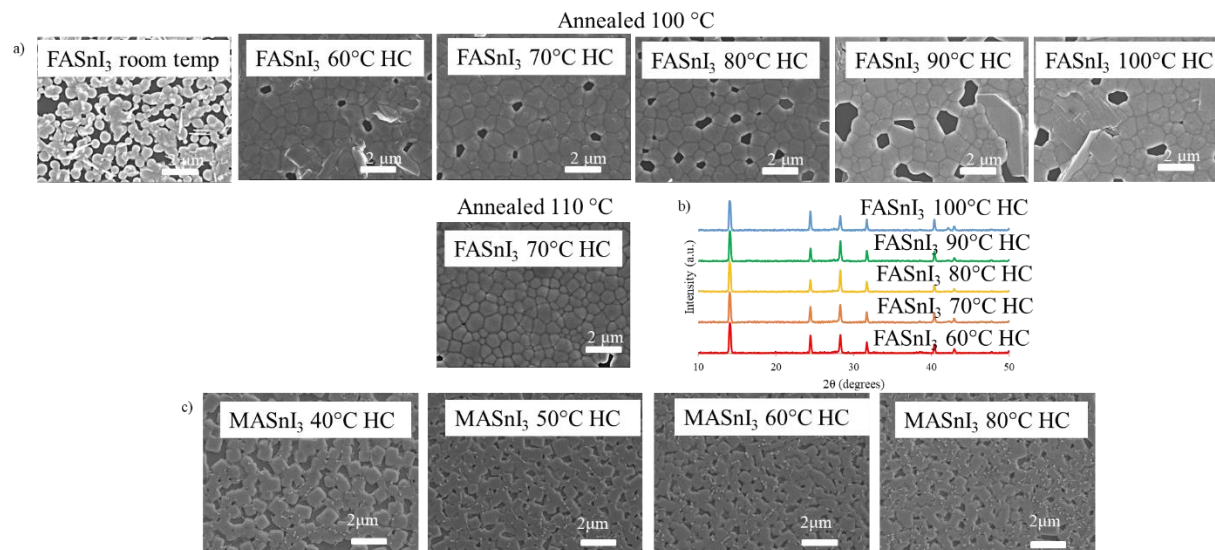 Annealed 100 °C
a)
FASnI₃ room temp
FASnI₃ 60°C HC
FASnI₃ 70°C HC
FASnI₃ 80°C HC
FASnI₃ 90°C HC
FASnI₃ 100°C HC
2 μm
2 μm
2 μm
2 μm
2 μm
2 μm
Annealed 110 °C
FASnI₃ 70°C HC
2 μm
b)
FASnI₃ 100°C HC
FASnI₃ 90°C HC
FASnI₃ 80°C HC
FASnI₃ 70°C HC
FASnI₃ 60°C HC
Intensity (a.u.)
10 20 30 40 50
2θ (degrees)
c)
MASnI₃ 40°C HC
MASnI₃ 50°C HC
MASnI₃ 60°C HC
MASnI₃ 80°C HC
2μm
2μm
2μm
2μm